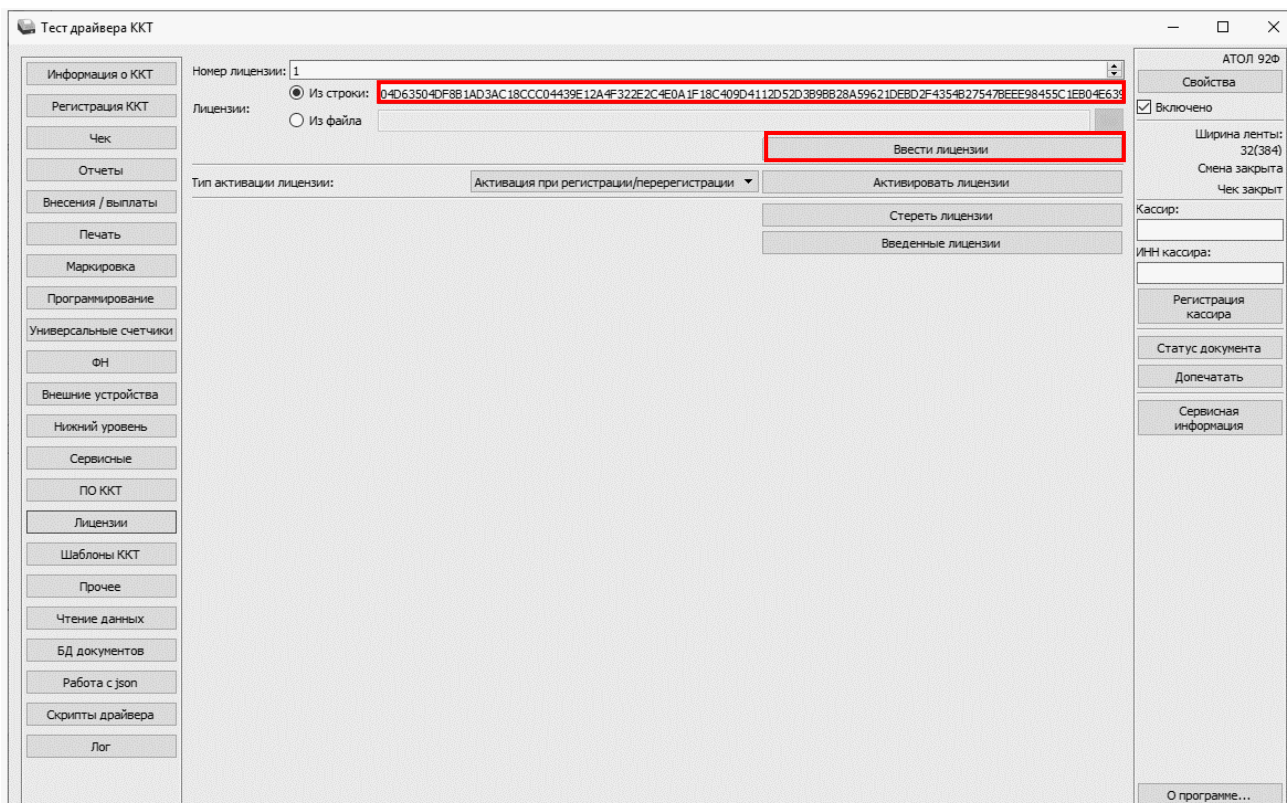 Тест драйвера ККТ
Информация о ККТ
Регистрация ККТ
Чек
Отчеты
Внесения / выплаты
Печать
Маркировка
Программирование
Универсальные счетчики
ФН
Внешние устройства
Нижний уровень
Сервисные
ПО ККТ
Лицензии
Шаблоны ККТ
Прочее
Чтение данных
БД документов
Работа с json
Скрипты драйвера
Лог
Номер лицензии: 1
Лицензии:
Из строки: 04D63504DF8B1AD3AC18CCC04439E12A4F322E2C4E0A1F18C409D4112D52D3B9BB28A59621DEBD2F4354B27547BEEE98455C1EB04E639
Из файла
Ввести лицензии
Тип активации лицензии: Активация при регистрации/перерегистрации Активировать лицензии
Стереть лицензии
Введенные лицензии
АТОЛ 92Ф
Свойства
Включено
Ширина ленты:
32(384)
Смена закрыта
Чек закрыт
Кассир:
ИНН кассира:
Регистрация
кассира
Статус документа
Допечатать
Сервисная
информация
О программе...